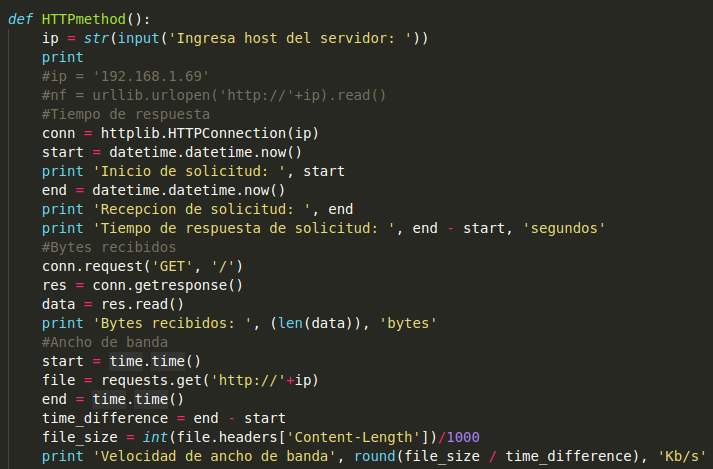 def HTTPmethod():
    ip = str(input('Ingresa host del servidor: '))
    print
    #ip = '192.168.1.69'
    #nf = urllib.urlopen('http://'+ip).read()
    #Tiempo de respuesta
    conn = httplib.HTTPConnection(ip)
    start = datetime.datetime.now()
    print 'Inicio de solicitud: ', start
    end = datetime.datetime.now()
    print 'Recepcion de solicitud: ', end
    print 'Tiempo de respuesta de solicitud: ', end - start, 'segundos'
    #Bytes recibidos
    conn.request('GET', '/')
    res = conn.getresponse()
    data = res.read()
    print 'Bytes recibidos: ', (len(data)), 'bytes'
    #Ancho de banda
    start = time.time()
    file = requests.get('http://'+ip)
    end = time.time()
    time_difference = end - start
    file_size = int(file.headers['Content-Length'])/1000
    print 'Velocidad de ancho de banda', round(file_size / time_difference), 'Kb/s'